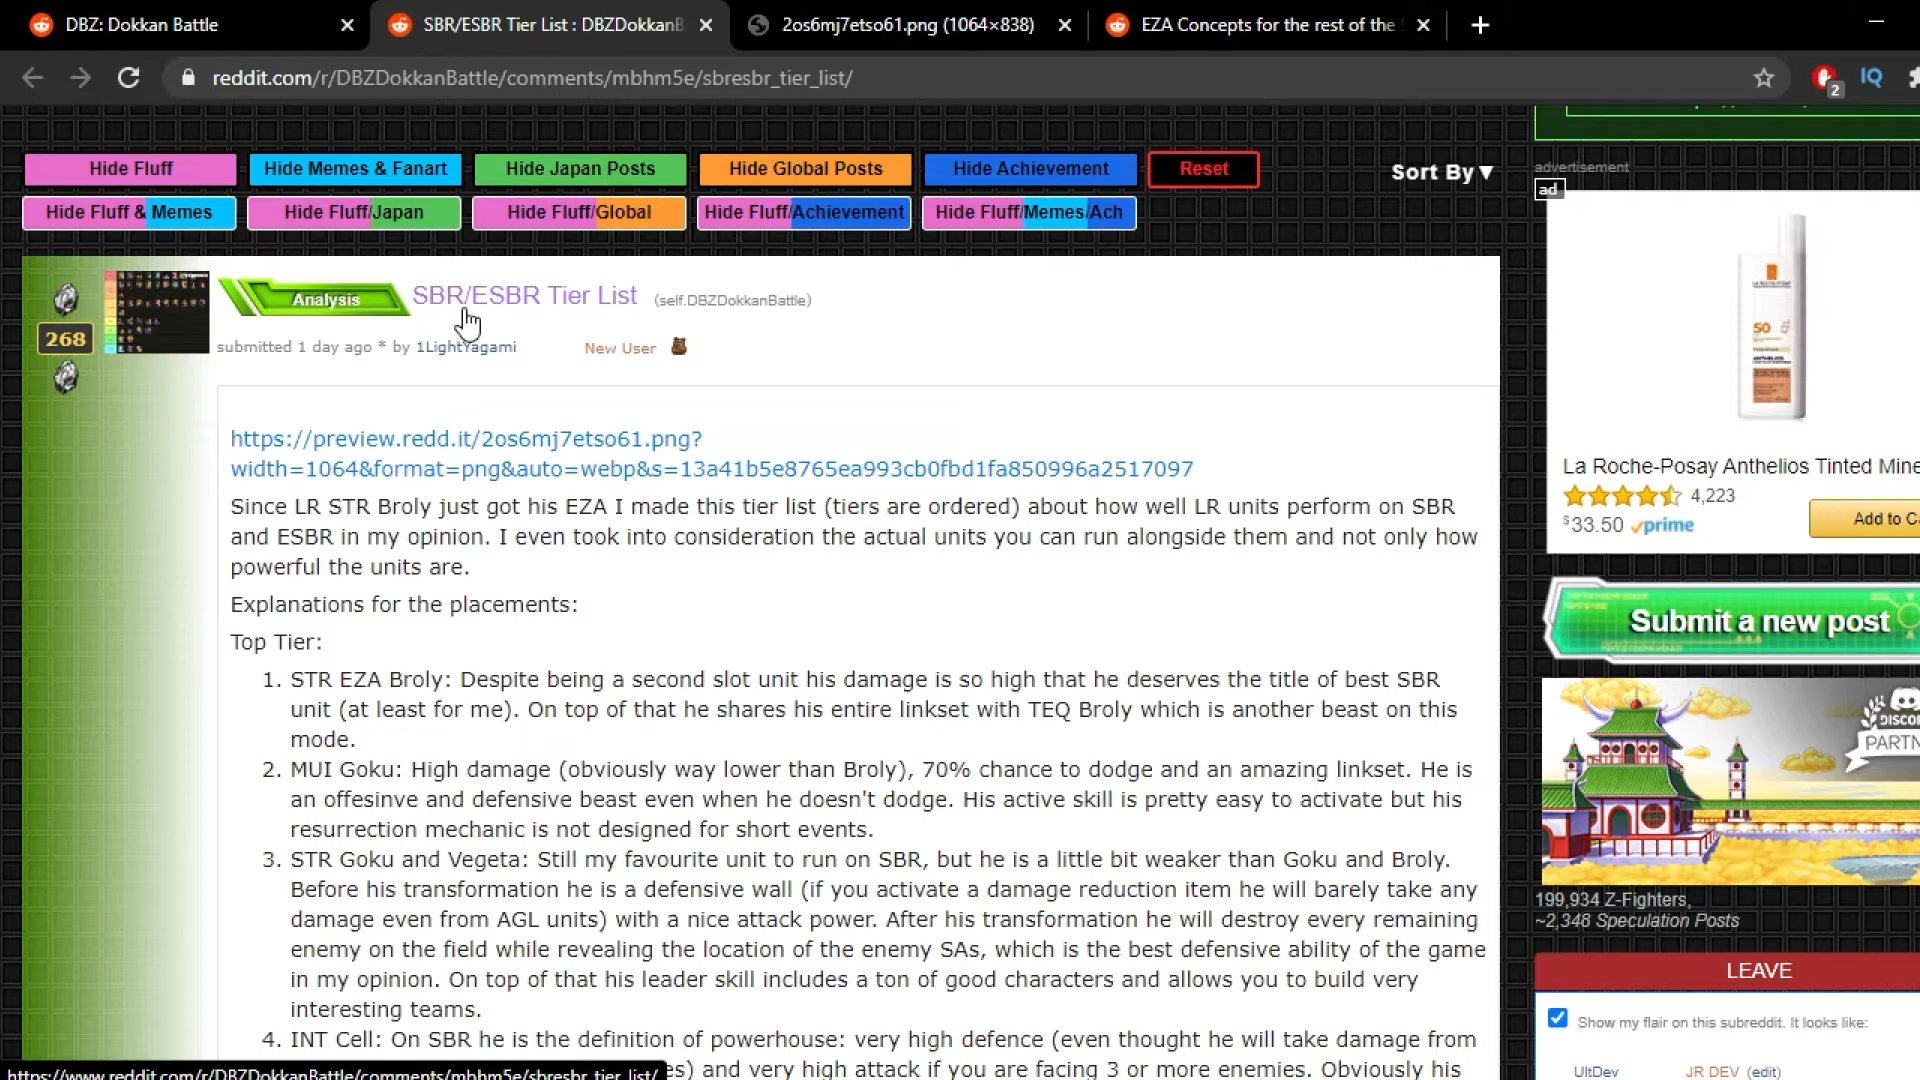 DBZ: Dokkan Battle
SBR/ESBR Tier List : DBZDokkanB
2os6mj7etso61.png (1064×838)
EZA Concepts for the rest of the
reddit.com/r/DBZDokkanBattle/comments/mbhm5e/sbresbr_tier_list/
2
IQ
Hide Fluff
Hide Memes & Fanart
Hide Japan Posts
Hide Global Posts
Hide Achievement
Reset
Sort By▼
Hide Fluff & Memes
Hide Fluff/Japan
Hide Fluff/Global
Hide Fluff/Achievement
Hide Fluff/Memes/Ach
advertisement
ad
268
Analysis
SBR/ESBR Tier List (self.DBZDokkanBattle)
submitted 1 day ago * by 1LightYagami New User
https://preview.redd.it/2os6mj7etso61.png?
width=1064&format=png&auto=webp&s=13a41b5e8765ea993cb0fbd1fa850996a2517097
Since LR STR Broly just got his EZA I made this tier list (tiers are ordered) about how well LR units perform on SBR
and ESBR in my opinion. I even took into consideration the actual units you can run alongside them and not only how
powerful the units are.
Explanations for the placements:
Top Tier:
1. STR EZA Broly: Despite being a second slot unit his damage is so high that he deserves the title of best SBR
unit (at least for me). On top of that he shares his entire linkset with TEQ Broly which is another beast on this
mode.
2. MUI Goku: High damage (obviously way lower than Broly), 70% chance to dodge and an amazing linkset. He is
an offesinve and defensive beast even when he doesn't dodge. His active skill is pretty easy to activate but his
resurrection mechanic is not designed for short events.
3. STR Goku and Vegeta: Still my favourite unit to run on SBR, but he is a little bit weaker than Goku and Broly.
Before his transformation he is a defensive wall (if you activate a damage reduction item he will barely take any
damage even from AGL units) with a nice attack power. After his transformation he will destroy every remaining
enemy on the field while revealing the location of the enemy SAs, which is the best defensive ability of the game
in my opinion. On top of that his leader skill includes a ton of good characters and allows you to build very
interesting teams.
4. INT Cell: On SBR he is the definition of powerhouse: very high defence (even thought he will take damage from
es) and very high attack if you are facing 3 or more enemies. Obviously his
https://www.reddit.com/r/DBZDokkanBattle/comments/mbhm5e/sbresbr_tier_list/
50
La Roche-Posay Anthelios Tinted Mine
4,223
$33.50 prime
Add to Ca
Submit a new post
DISCO
PARTN
199,934 Z-Fighters,
~2,348 Speculation Posts
LEAVE
Show my flair on this subreddit. It looks like:
UltDev JR DEV (edit)